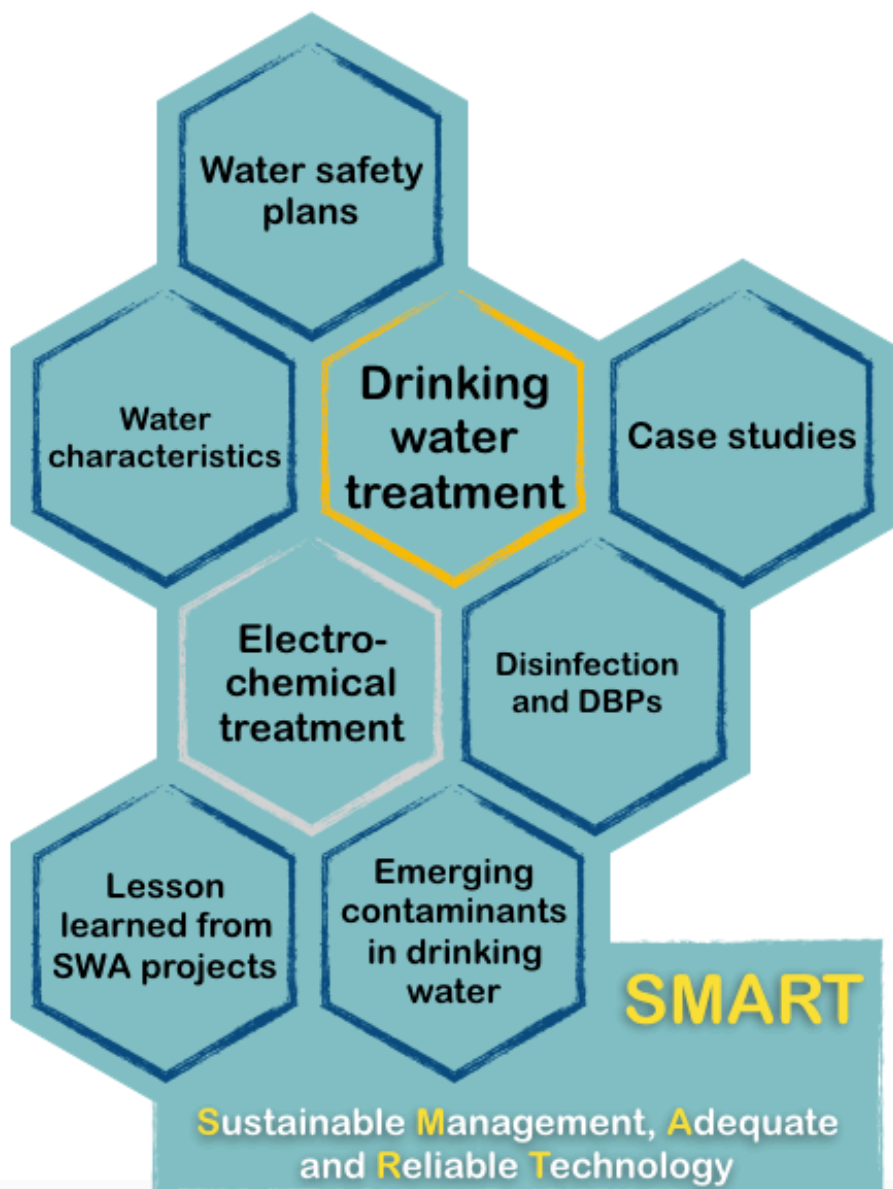 Water safety
plans
Water
characteristics
Drinking
water
treatment
Case studies
Electro-
chemical
treatment
Disinfection
and DBPs
Lesson
learned from
SWA projects
Emerging
contaminants
in drinking
water
SMART
Sustainable Management, Adequate
and Reliable Technology